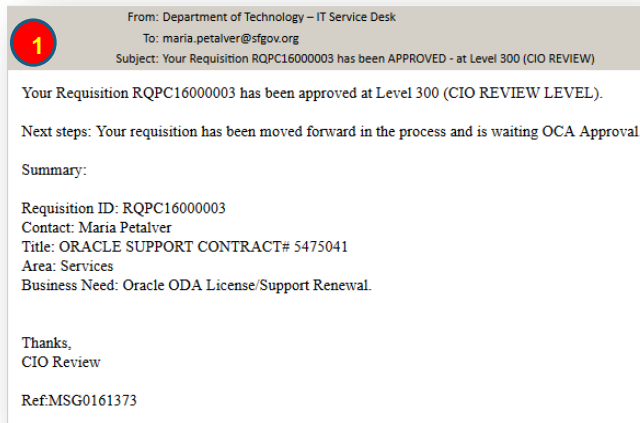 1
From: Department of Technology – IT Service Desk
To: maria.petalver@sfgov.org
Subject: Your Requisition RQPC16000003 has been APPROVED - at Level 300 (CIO REVIEW)
Your Requisition RQPC16000003 has been approved at Level 300 (CIO REVIEW LEVEL).
Next steps: Your requisition has been moved forward in the process and is waiting OCA Approval
Summary:
Requisition ID: RQPC16000003
Contact: Maria Petalver
Title: ORACLE SUPPORT CONTRACT# 5475041
Area: Services
Business Need: Oracle ODA License/Support Renewal.
Thanks,
CIO Review
Ref:MSG0161373